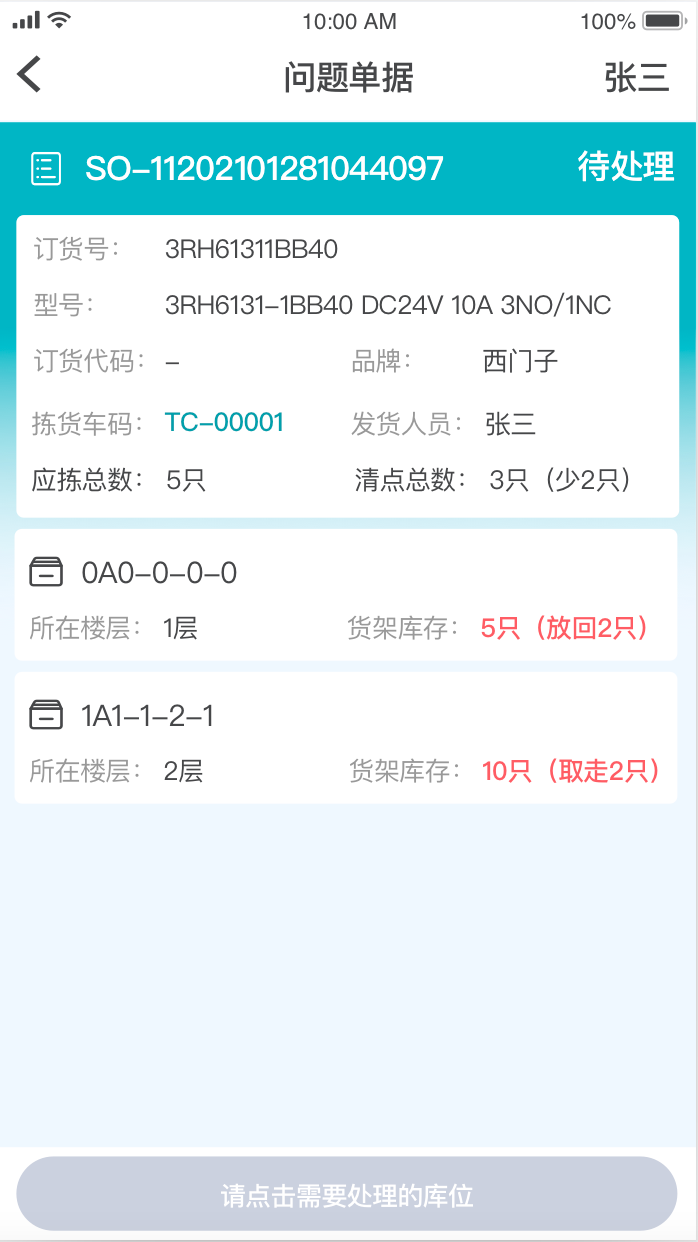 10:00 AM 100%
问题单据 张三
SO-11202101281044097 待处理
订货号: 3RH61311BB40
型号: 3RH6131-1BB40 DC24V 10A 3NO/1NC
订货代码: - 品牌: 西门子
拣货车码: TC-00001 发货人员: 张三
应拣总数: 5只 清点总数: 3只（少2只）
0A0-0-0-0
所在楼层: 1层 货架库存: 5只（放回2只）
1A1-1-2-1
所在楼层: 2层 货架库存: 10只（取走2只）
请点击需要处理的库位